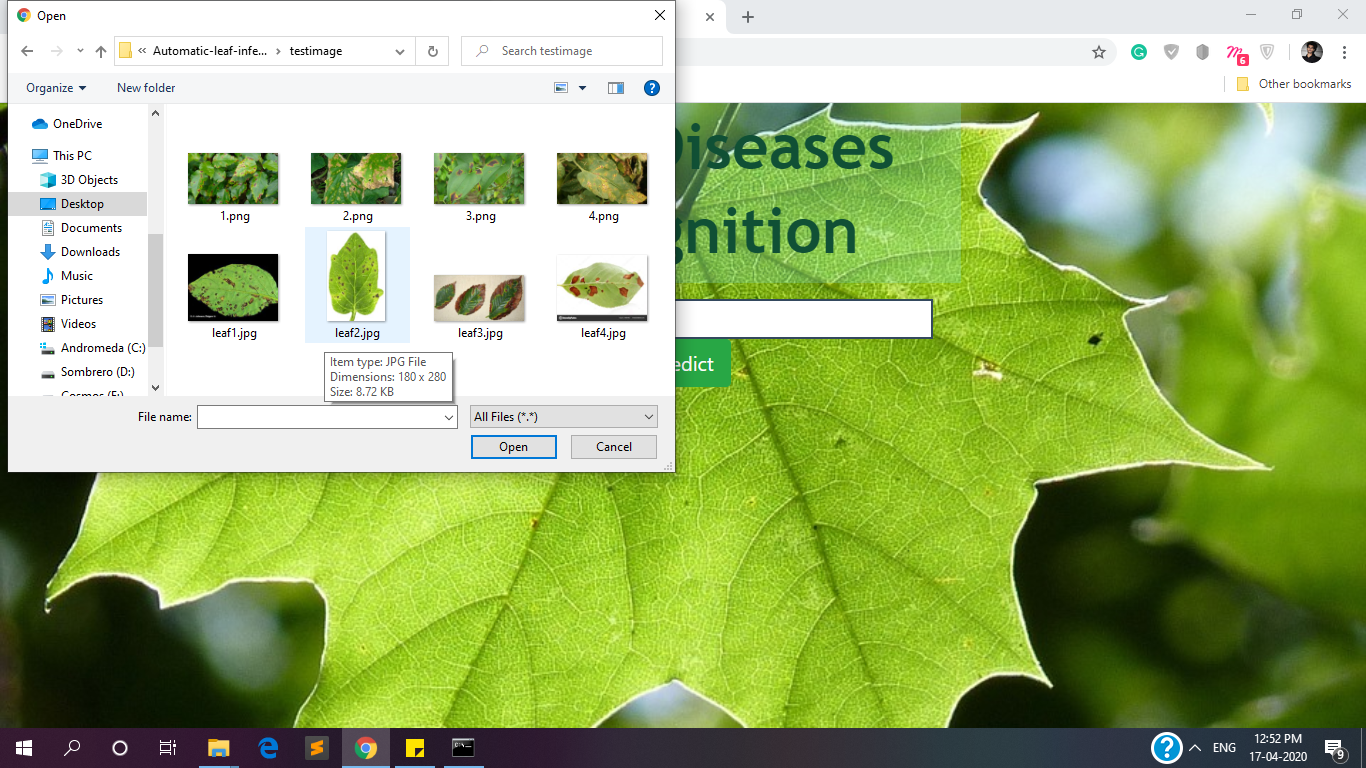 Open
Automatic-leaf-infe... testimage
Search testimage
Organize
New folder
OneDrive
This PC
3D Objects
Desktop
Documents
Downloads
Music
Pictures
Videos
Andromeda (C:)
Sombrero (D:)
Cosmos (E:)
1.png
2.png
3.png
4.png
leaf1.jpg
leaf2.jpg
leaf3.jpg
leaf4.jpg
Item type: JPG File
Dimensions: 180 x 280
Size: 8.72 KB
File name:
All Files (*.*)
Open
Cancel
6
Other bookmarks
iseases
gnition
edict
ENG
12:52 PM
17-04-2020
9